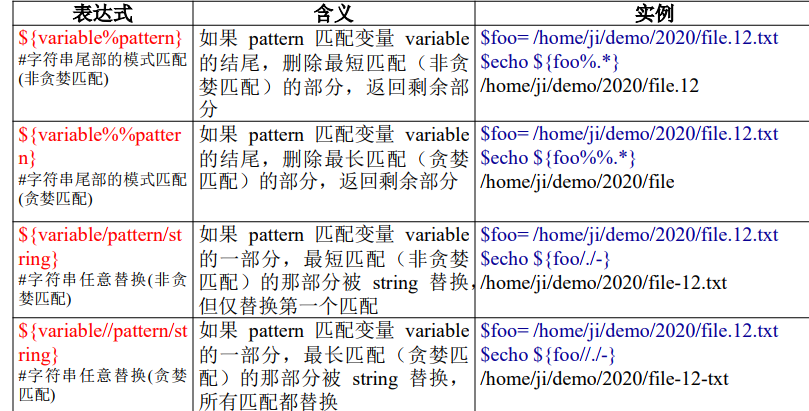 表达式 含义 实例
${variable%pattern}
#字符串尾部的模式匹配
(非贪婪匹配)
如果 pattern 匹配变量 variable
的结尾，删除最短匹配（非贪
婪匹配）的部分，返回剩余部
分
$foo= /home/ji/demo/2020/file.12.txt
$echo ${foo%.*}
/home/ji/demo/2020/file.12
${variable%%patter
n}
#字符串尾部的模式匹配
(贪婪匹配)
如果 pattern 匹配变量 variable
的结尾，删除最长匹配（贪婪
匹配）的部分，返回剩余部分
$foo= /home/ji/demo/2020/file.12.txt
$echo ${foo%%.*}
/home/ji/demo/2020/file
${variable/pattern/st
ring}
#字符串任意替换(非贪
婪匹配)
如果 pattern 匹配变量 variable
的一部分，最短匹配（非贪婪
匹配）的那部分被 string 替换，
但仅替换第一个匹配
$foo= /home/ji/demo/2020/file.12.txt
$echo ${foo/./-}
/home/ji/demo/2020/file-12.txt
${variable//pattern/st
ring}
#字符串任意替换(贪婪
匹配)
如果 pattern 匹配变量 variable
的一部分，最长匹配（贪婪匹
配）的那部分被 string 替换，
所有匹配都替换
$foo= /home/ji/demo/2020/file.12.txt
$echo ${foo//./-}
/home/ji/demo/2020/file-12-txt